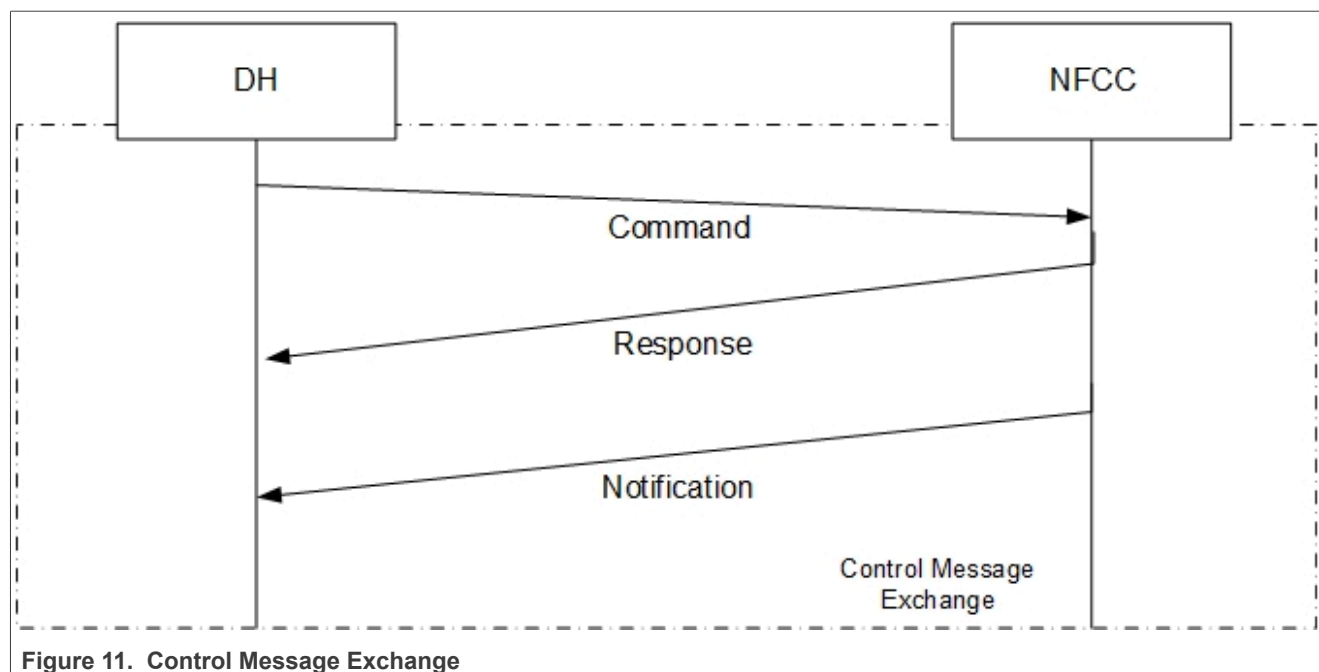 DH
NFCC
Command
Response
Notification
Control Message
Exchange
Figure 11. Control Message Exchange